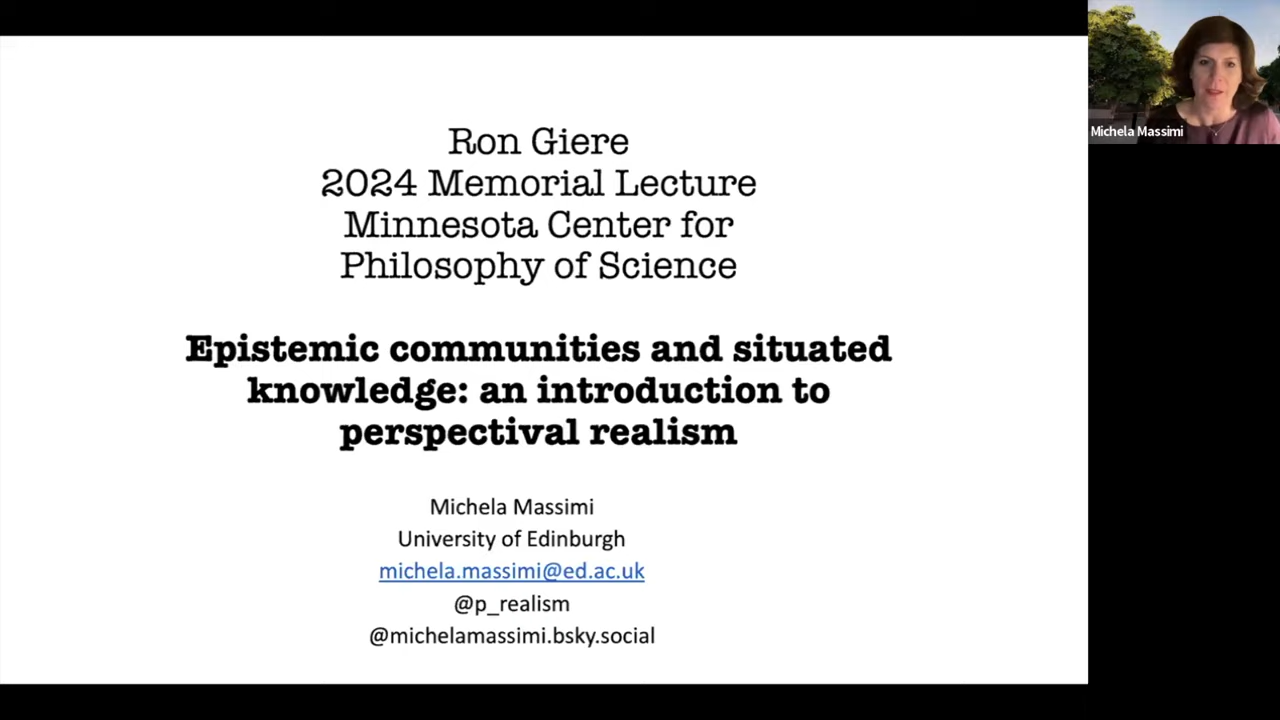 Ron Giere
2024 Memorial Lecture
Minnesota Center for
Philosophy of Science
Epistemic communities and situated
knowledge: an introduction to
perspectival realism
Michela Massimi
University of Edinburgh
michela.massimi@ed.ac.uk
@p_realism
@michelamassimi.bsky.social
Michela Massimi